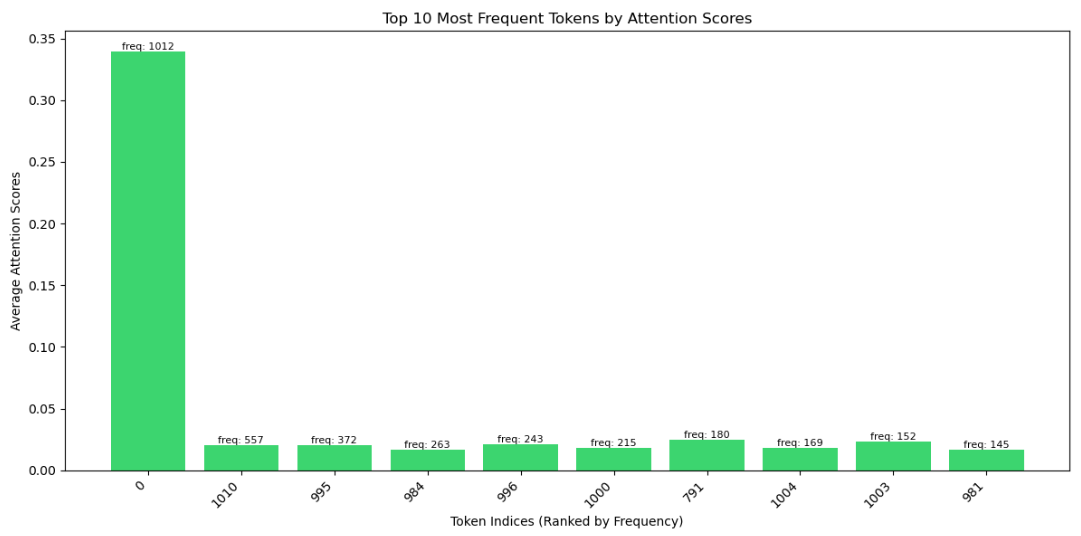 Top 10 Most Frequent Tokens by Attention Scores
Average Attention Scores
0.35
0.30
0.25
0.20
0.15
0.10
0.05
0.00
freq: 1012
freq: 557
freq: 372
freq: 263
freq: 243
freq: 215
freq: 180
freq: 169
freq: 152
freq: 145
0
1010
995
984
996
1000
791
1004
1003
981
Token Indices (Ranked by Frequency)